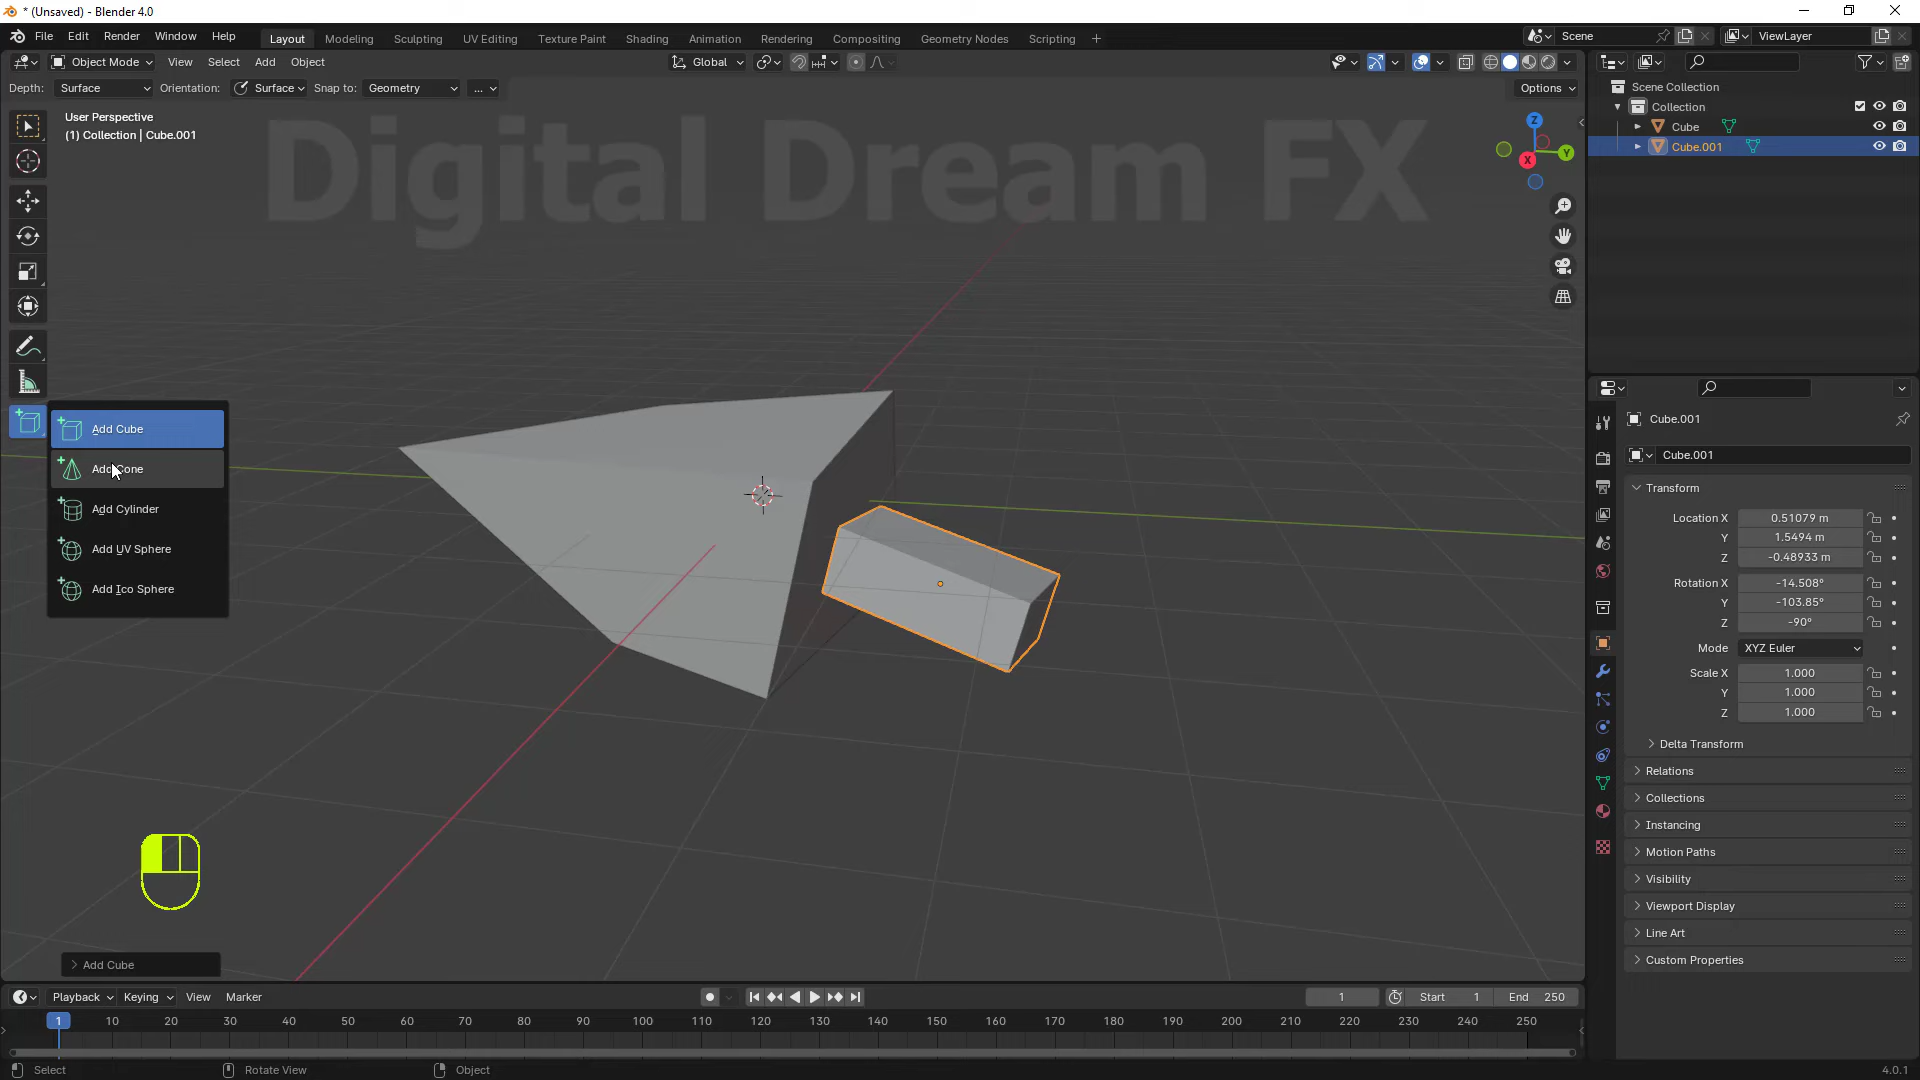 * (Unsaved) - Blender 4.0
File Edit Render Window Help Layout Modeling Sculpting UV Editing Texture Paint Shading Animation Rendering Compositing Geometry Nodes Scripting + Scene ViewLayer
Object Mode View Select Add Object Global
Depth: Surface Orientation: Surface Snap to: Geometry ... Options
User Perspective
(1) Collection | Cube.001
Digital Dream FX
Z
Y
X
Add Cube
Add Cone
Add Cylinder
Add UV Sphere
Add Ico Sphere
Add Cube
Scene Collection
Collection
Cube
Cube.001
Cube.001
Cube.001
Transform
Location X 0.51079 m
Y 1.5494 m
Z -0.48933 m
Rotation X -14.508°
Y -103.85°
Z -90°
Mode XYZ Euler
Scale X 1.000
Y 1.000
Z 1.000
Delta Transform
Relations
Collections
Instancing
Motion Paths
Visibility
Viewport Display
Line Art
Custom Properties
Playback Keying View Marker 1 Start 1 End 250
1 10 20 30 40 50 60 70 80 90 100 110 120 130 140 150 160 170 180 190 200 210 220 230 240 250
Select Rotate View Object 4.0.1